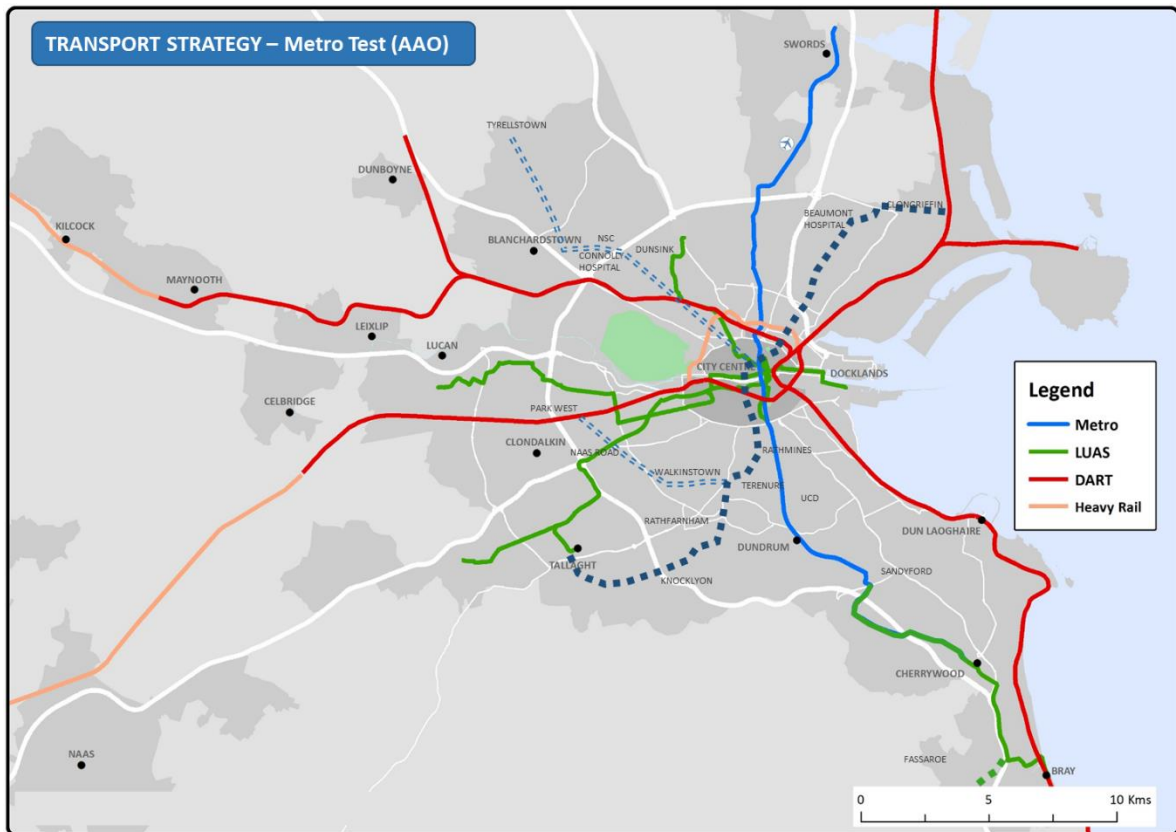 TRANSPORT STRATEGY – Metro Test (AAO)
SWORDS
TYRELLSTOWN
DUNBOYNE
CLONGRIFFIN
BEAUMONT
HOSPITAL
KILCOCK
BLANCHARDSTOWN
NSC
CONNOLLY
HOSPITAL
DUNSINK
MAYNOOTH
LEIXLIP
LUCAN
CITY CENTRE
DOCKLANDS
CELBRIDGE
PARK WEST
CLONDALKIN
NAAS ROAD
RATHMINES
WALKINSTOWN
TERENURE
UCD
RATHFARNHAM
DUN LAOGHAIRE
DUNDRUM
TALLAGHT
KNOCKLYON
SANDYFORD
CHERRYWOOD
NAAS
FASSAROE
BRAY
Legend
Metro
LUAS
DART
Heavy Rail
0 5 10 Kms